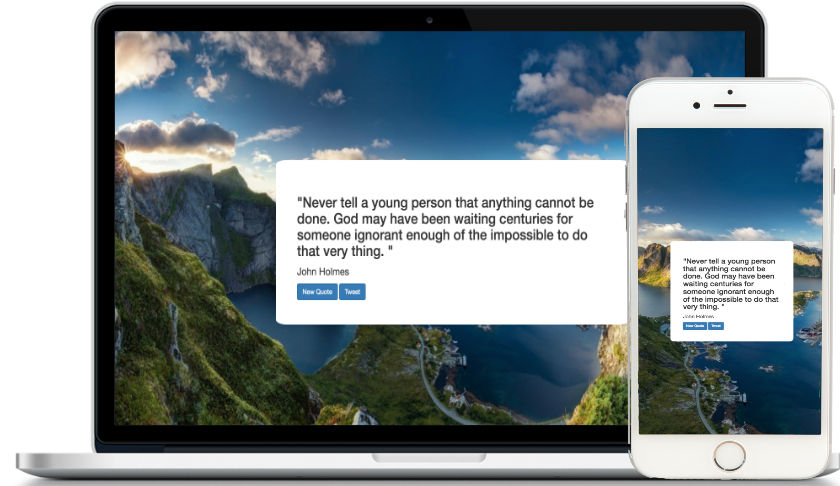 "Never tell a young person that anything cannot be
done. God may have been waiting centuries for
someone ignorant enough of the impossible to do
that very thing. "
John Holmes
New Quote Tweet
"Never tell a young person
that anything cannot be
done. God may have been
waiting centuries for
someone ignorant enough
of the impossible to do that
very thing. "
John Holmes
New Quote Tweet